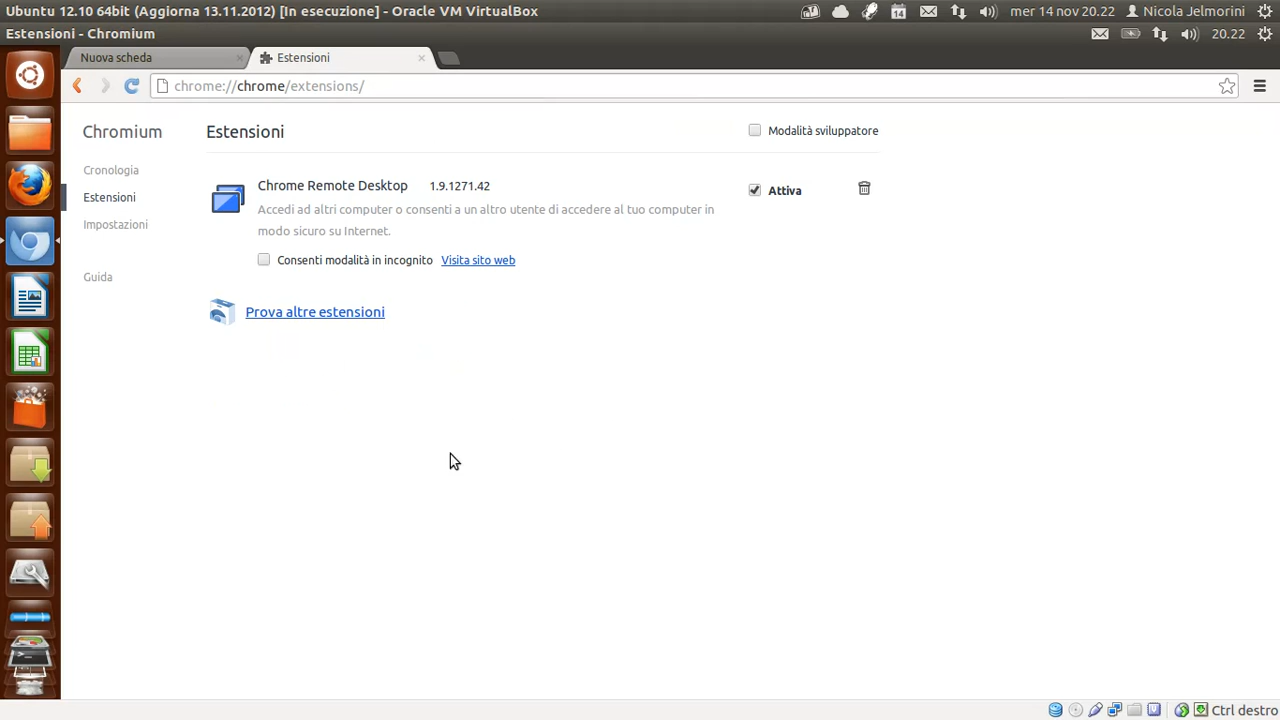 Ubuntu 12.10 64bit (Aggiorna 13.11.2012) [In esecuzione] - Oracle VM VirtualBox
14
mer 14 nov 20.22
Nicola Jelmorini
Estensioni - Chromium
20.22
Nuova scheda
Estensioni
chrome://chrome/extensions/
Chromium
Estensioni
Modalità sviluppatore
Cronologia
Estensioni
Impostazioni
Guida
Chrome Remote Desktop 1.9.1271.42
Attiva
Accedi ad altri computer o consenti a un altro utente di accedere al tuo computer in
modo sicuro su Internet.
Consenti modalità in incognito
Visita sito web
Prova altre estensioni
Ctrl destro